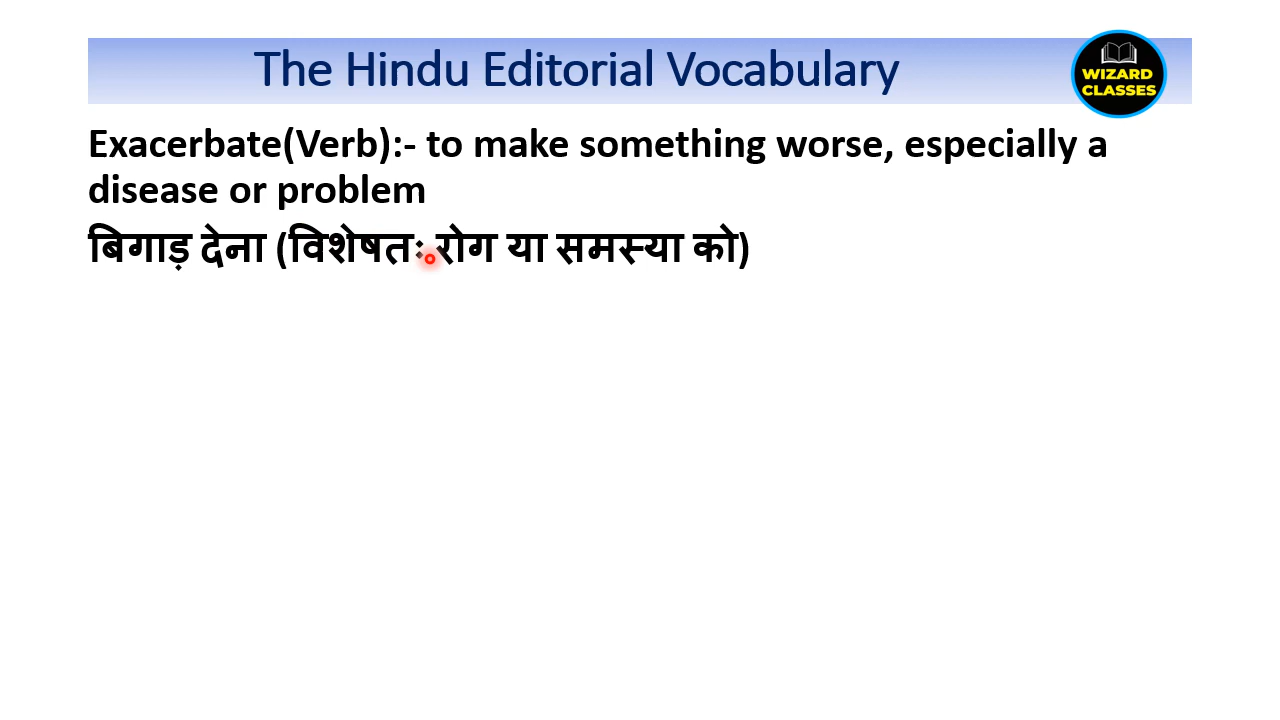 The Hindu Editorial Vocabulary
WIZARD
CLASSES
Exacerbate(Verb):- to make something worse, especially a
disease or problem
बिगाड़ देना (विशेषतः रोग या समस्या को)